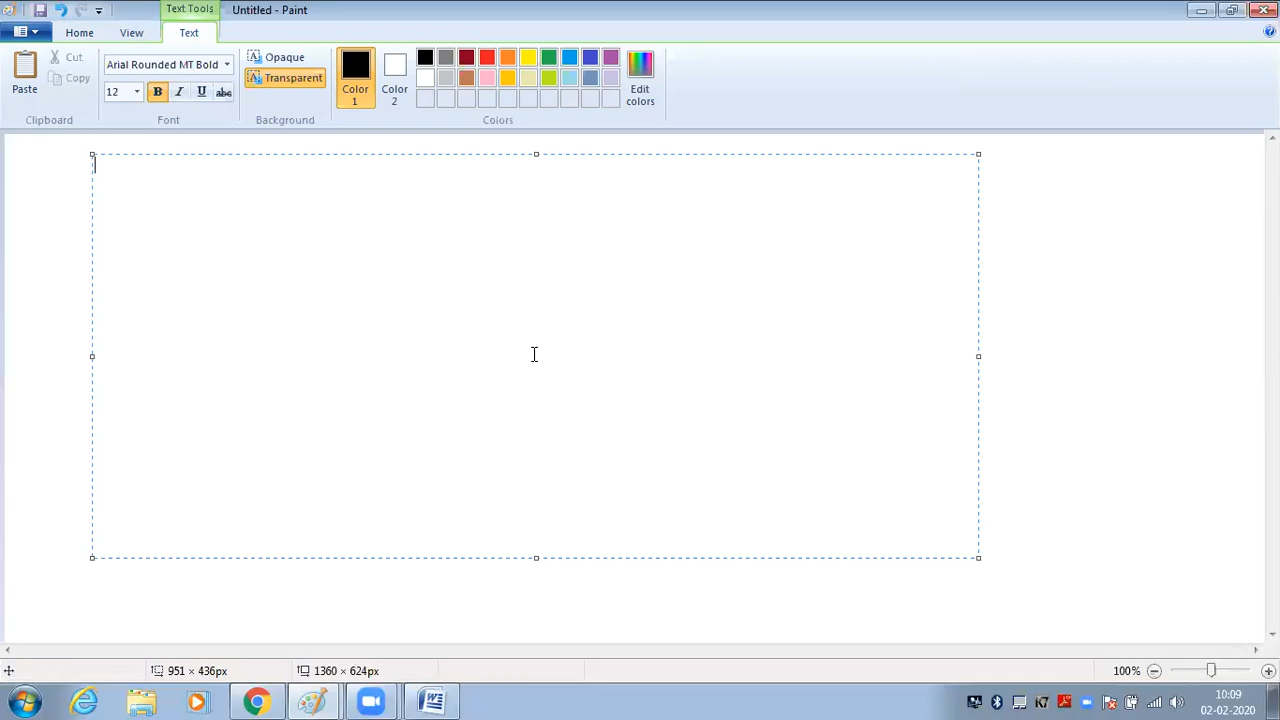 Text Tools
Untitled - Paint
Home
View
Text
Paste
Cut
Copy
Clipboard
Arial Rounded MT Bold
12
B I U abc
Font
Opaque
Transparent
Background
Color
1
Color
2
Edit
colors
Colors
951 × 436px
1360 × 624px
100%
10:09
02-02-2020